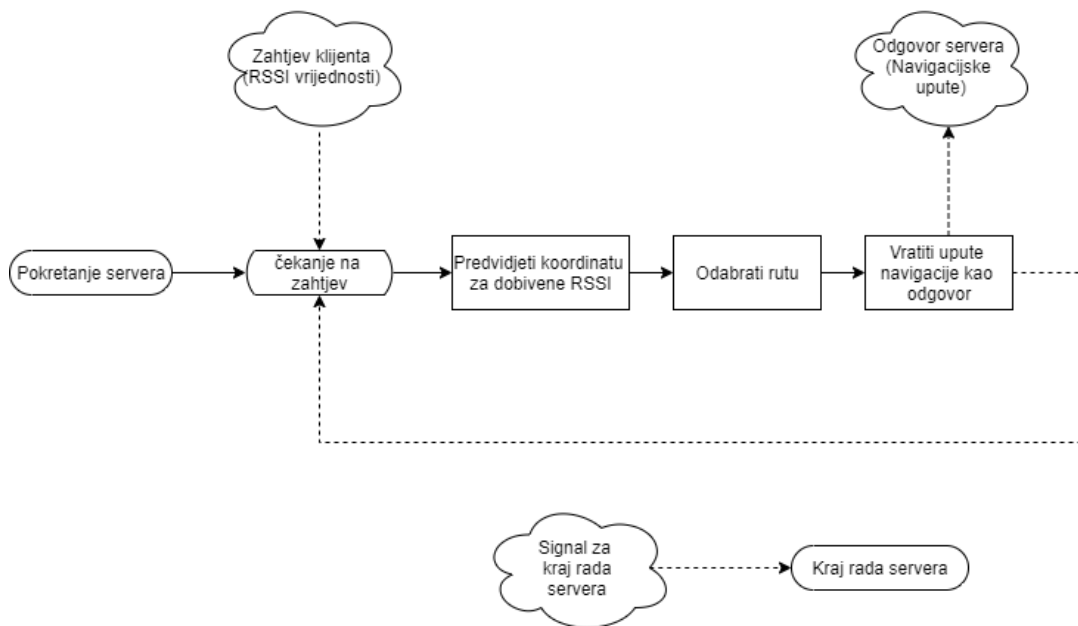 Zahtjev klijenta
(RSSI vrijednosti)
Odgovor servera
(Navigacijske
upute)
Pokretanje servera
čekanje na
zahtjev
Predvidjeti koordinatu
za dobivene RSSI
Odabrati rutu
Vratiti upute
navigacije kao
odgovor
Signal za
kraj rada
servera
Kraj rada servera